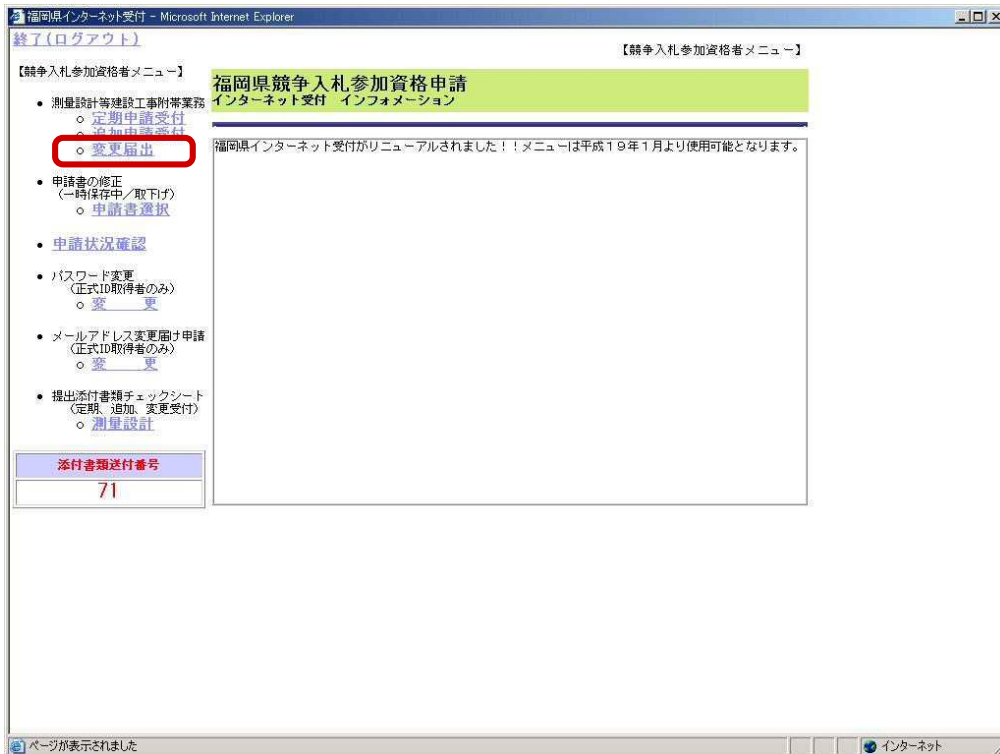 福岡県インターネット受付 - Microsoft Internet Explorer
終了(ログアウト)
【競争入札参加資格者メニュー】
【競争入札参加資格者メニュー】
• 測量設計等建設工事附帯業務
○ 定期申請受付
○ 追加申請受付
○ 変更届出
• 申請書の修正
(一時保存中/取下げ)
○ 申請書選択
• 申請状況確認
• パスワード変更
(正式ID取得者のみ)
○ 変 更
• メールアドレス変更届け申請
(正式ID取得者のみ)
○ 変 更
• 提出添付書類チェックシート
(定期、追加、変更受付)
○ 測量設計
添付書類送付番号
71
福岡県競争入札参加資格申請
インターネット受付 インフォメーション
福岡県インターネット受付がリニューアルされました!!メニューは平成19年1月より使用可能となります。
ページが表示されました
インターネット